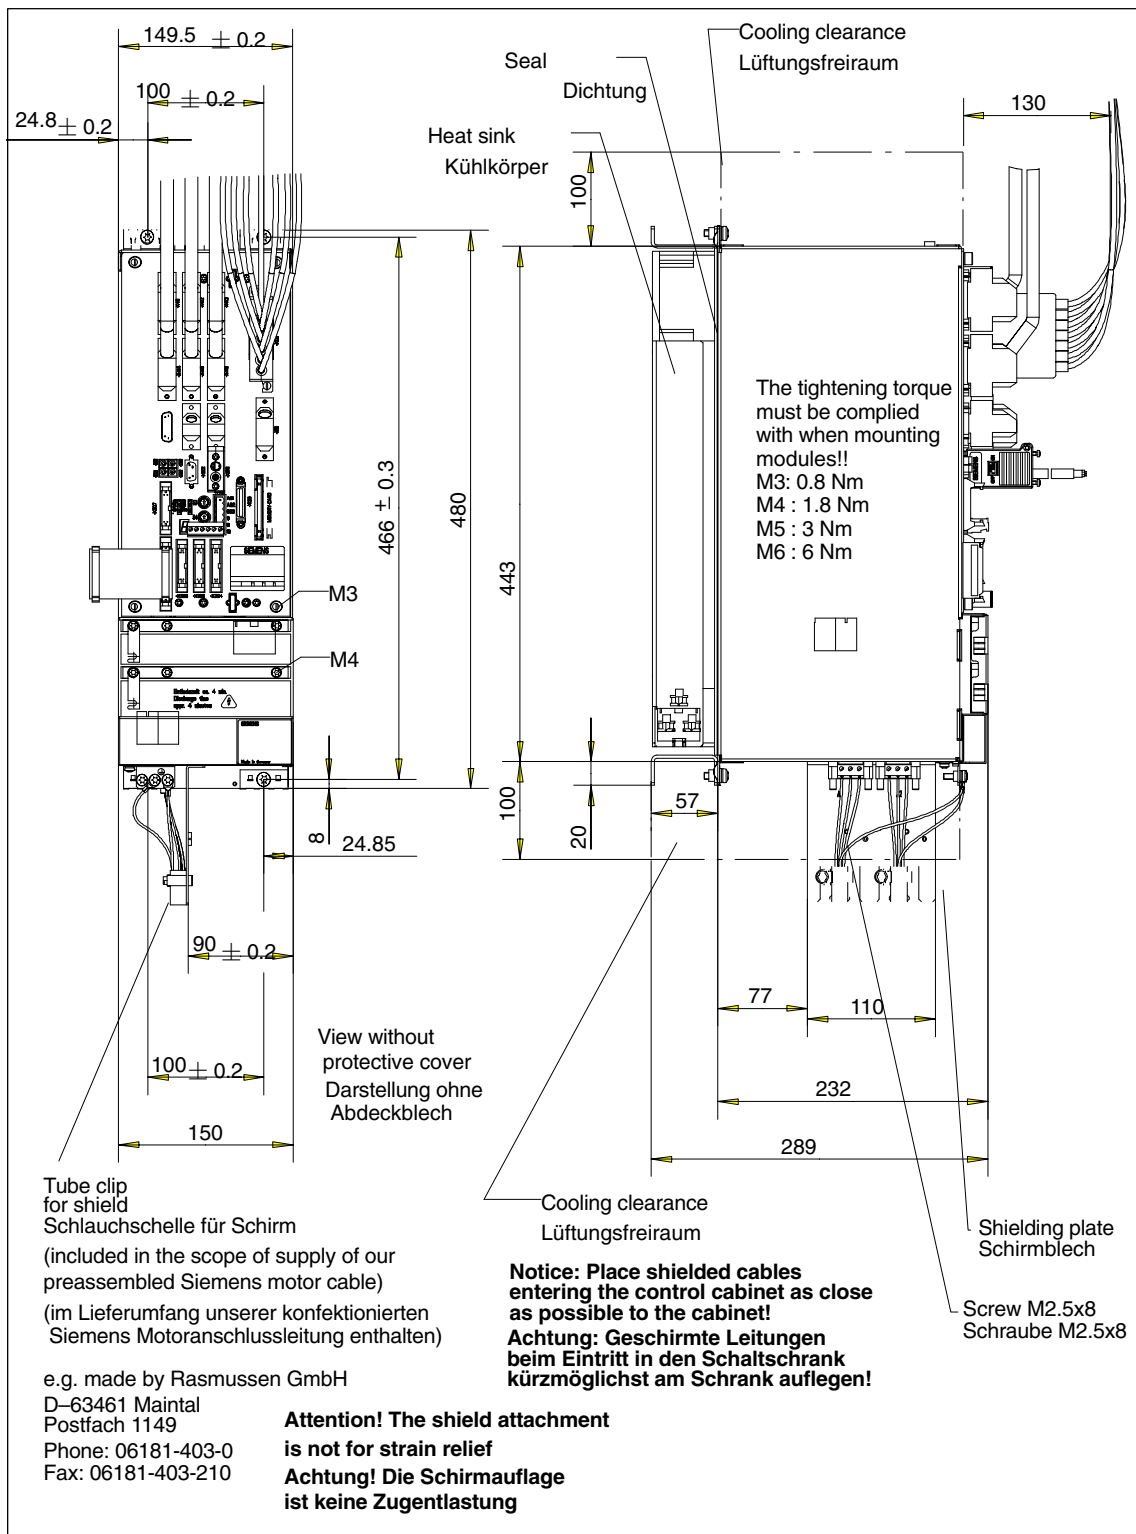 149.5 ± 0.2
100 ± 0.2
24.8 ± 0.2
Cooling clearance
Lüftungsfreiraum
Seal
Dichtung
Heat sink
Kühlkörper
130
100
466 ± 0.3
480
443
The tightening torque
must be complied
with when mounting
modules!!
M3: 0.8 Nm
M4 : 1.8 Nm
M5 : 3 Nm
M6 : 6 Nm
SIEMENS
M3
M4
Discharge time
appr. 4 minutes
Made in Germany
100
57
20
8
24.85
90 ± 0.2
77
110
View without
protective cover
Darstellung ohne
Abdeckblech
100 ± 0.2
232
150
289
Tube clip
for shield
Schlauchschelle für Schirm
(included in the scope of supply of our
preassembled Siemens motor cable)
(im Lieferumfang unserer konfektionierten
Siemens Motoranschlussleitung enthalten)
e.g. made by Rasmussen GmbH
D–63461 Maintal
Postfach 1149
Phone: 06181-403-0
Fax: 06181-403-210
Cooling clearance
Lüftungsfreiraum
Notice: Place shielded cables
entering the control cabinet as close
as possible to the cabinet!
Achtung: Geschirmte Leitungen
beim Eintritt in den Schaltschrank
kürzmöglichst am Schrank auflegen!
Shielding plate
Schirmblech
Screw M2.5x8
Schraube M2.5x8
Attention! The shield attachment
is not for strain relief
Achtung! Die Schirmauflage
ist keine Zugentlastung